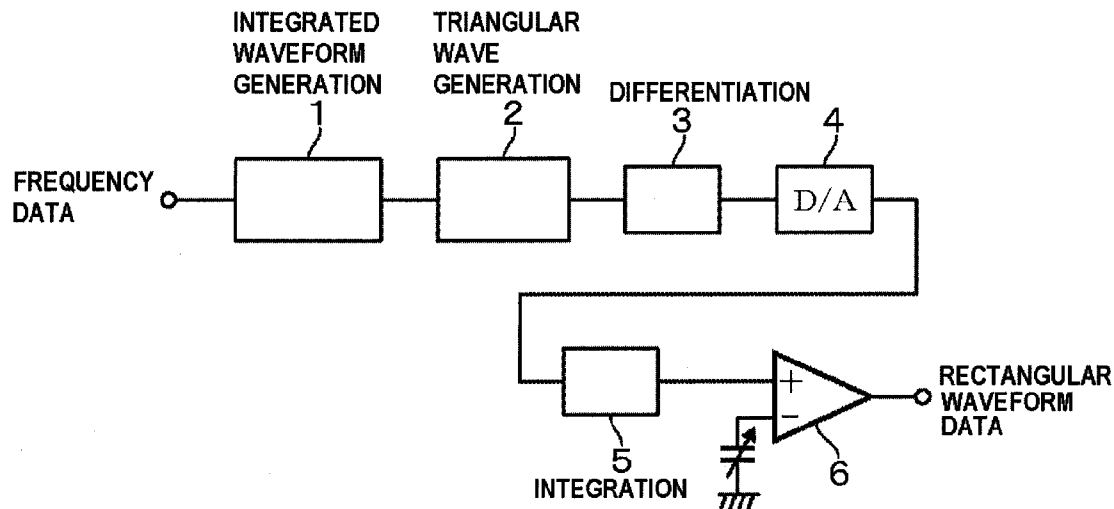 INTEGRATED
WAVEFORM
GENERATION
1
TRIANGULAR
WAVE
GENERATION
2
DIFFERENTIATION
3
4
FREQUENCY
DATA
D/A
+
−
RECTANGULAR
WAVEFORM
DATA
5
INTEGRATION
6